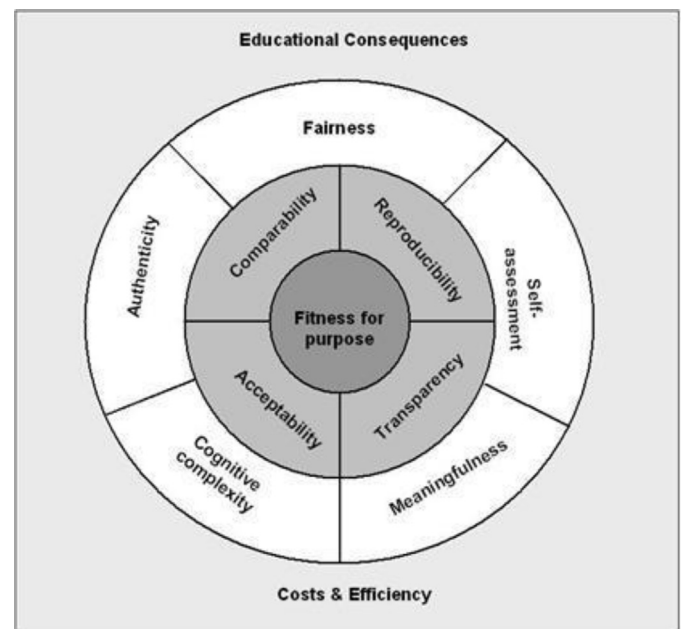 Educational Consequences
Fairness
Authenticity
Comparability
Reproducibility
Self-
assessment
Fitness for
purpose
Acceptability
Transparency
Cognitive
complexity
Meaningfulness
Costs & Efficiency